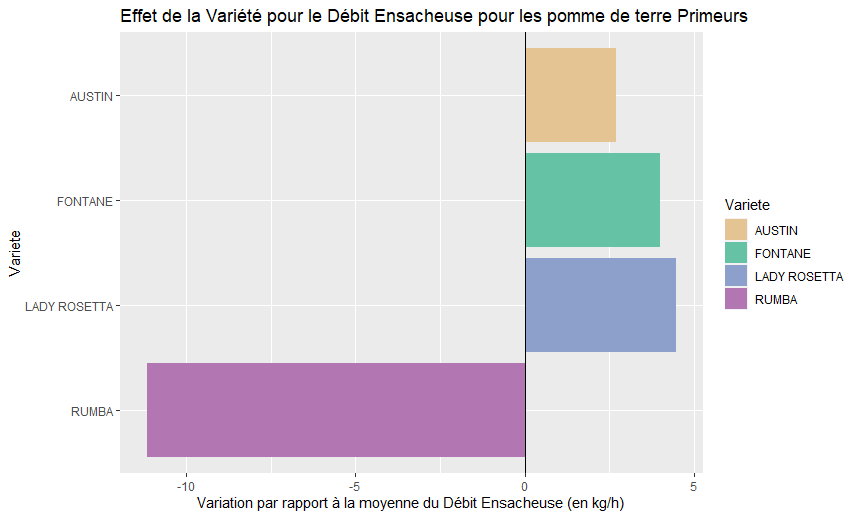 Effet de la Variété pour le Débit Ensacheuse pour les pomme de terre Primeurs
Variete
AUSTIN
FONTANE
LADY ROSETTA
RUMBA
-10
-5
0
5
Variation par rapport à la moyenne du Débit Ensacheuse (en kg/h)
Variete
AUSTIN
FONTANE
LADY ROSETTA
RUMBA